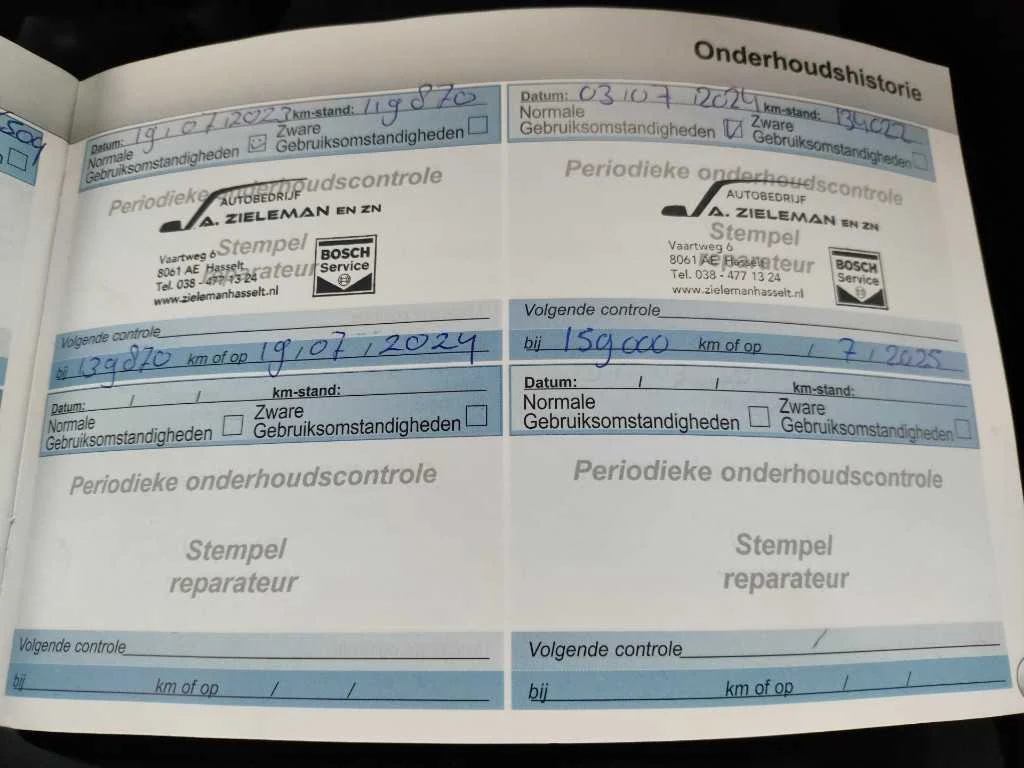 Onderhoudshistorie
Datum: 19 / 07 / 2023 km-stand: 119870
Normale Gebruiksomstandigheden
Zware Gebruiksomstandigheden
Periodieke onderhoudscontrole
AUTOBEDRIJF
A. ZIELEMAN EN ZN
Stempel reparateur
Vaartweg 6
8061 AE Hasselt
Tel. 038 - 477 13 24
www.zielemanhasselt.nl
BOSCH
Service
Volgende controle
bij 139870 km of op 19 / 07 / 2024
Datum: 03 / 07 / 2024 km-stand:
Normale Gebruiksomstandigheden
Zware Gebruiksomstandigheden
Periodieke onderhoudscontrole
AUTOBEDRIJF
A. ZIELEMAN EN ZN
Stempel reparateur
Vaartweg 6
8061 AE Hasselt
Tel. 038 - 477 13 24
www.zielemanhasselt.nl
BOSCH
Service
Volgende controle
bij 159000 km of op / 7 / 2025
Datum: / / km-stand:
Normale Gebruiksomstandigheden
Zware Gebruiksomstandigheden
Periodieke onderhoudscontrole
Stempel
reparateur
Volgende controle
bij km of op / /
Datum: / / km-stand:
Normale Gebruiksomstandigheden
Zware Gebruiksomstandigheden
Periodieke onderhoudscontrole
Stempel
reparateur
Volgende controle /
bij km of op / /